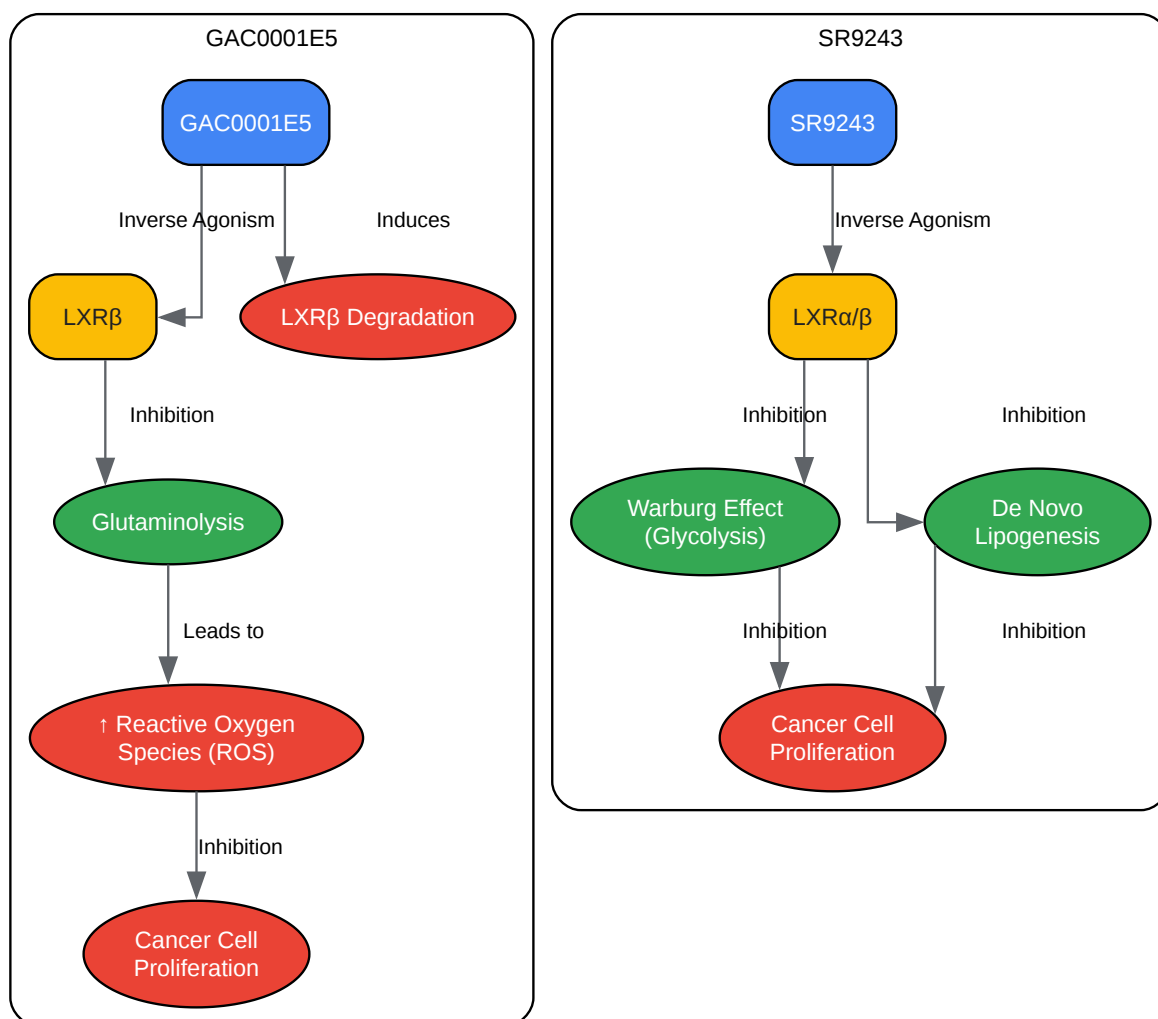 GAC0001E5
GAC0001E5
Inverse Agonism
Induces
LXRβ
LXRβ Degradation
Inhibition
Glutaminolysis
Leads to
↑ Reactive Oxygen
Species (ROS)
Inhibition
Cancer Cell
Proliferation
SR9243
SR9243
Inverse Agonism
LXRα/β
Inhibition
Inhibition
Warburg Effect
(Glycolysis)
De Novo
Lipogenesis
Inhibition
Inhibition
Cancer Cell
Proliferation